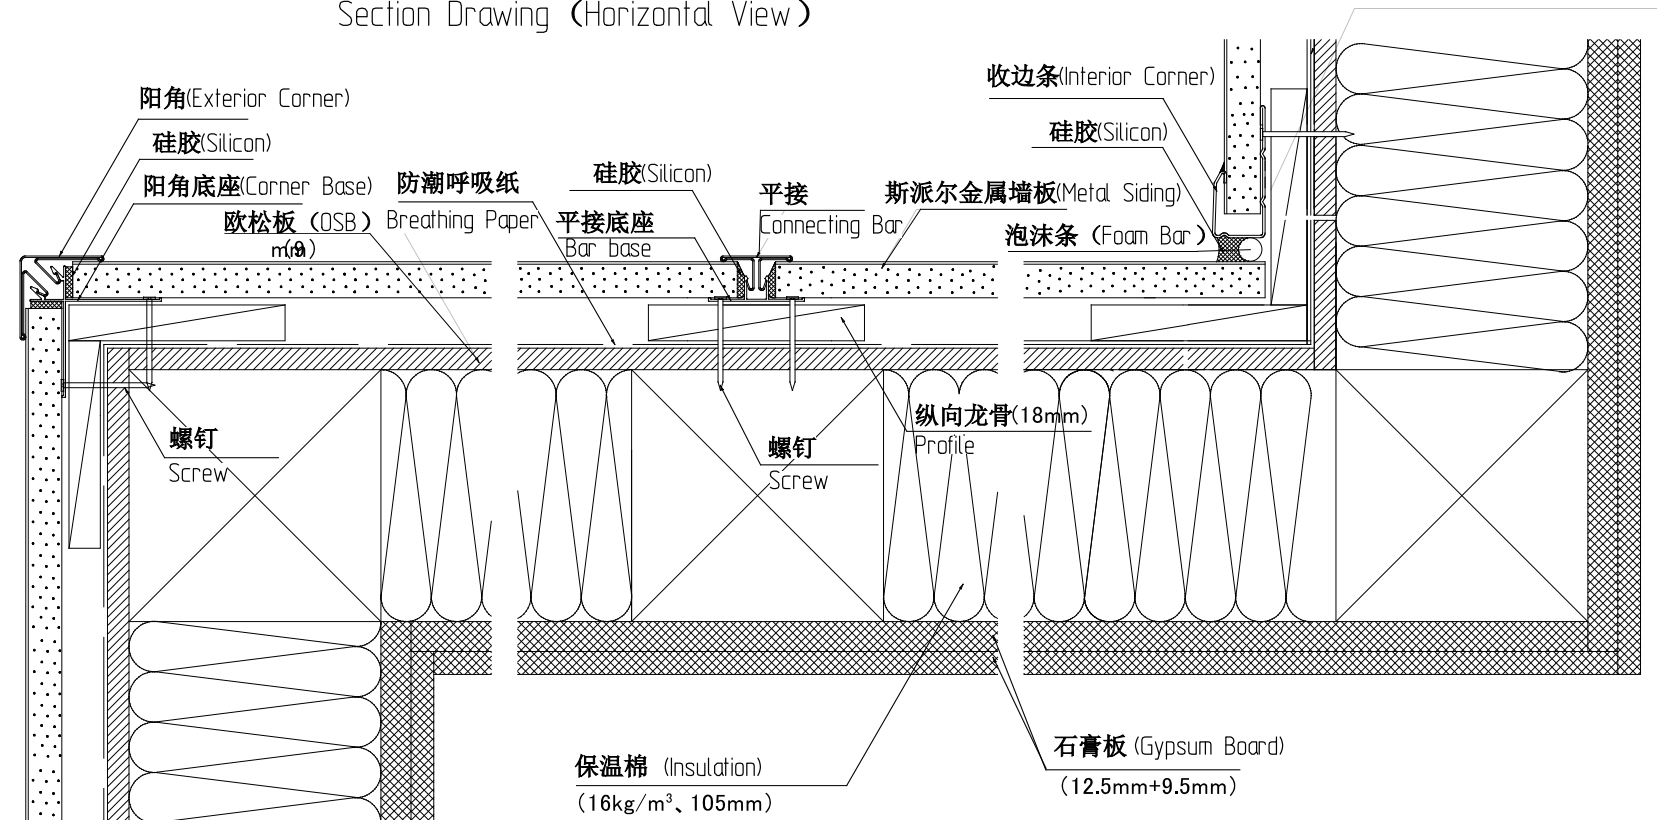 Section Drawing（Horizontal View）
收边条(Interior Corner)
阳角(Exterior Corner)
硅胶(Silicon)
硅胶(Silicon)
阳角底座(Corner Base)
防潮呼吸纸
Breathing Paper
硅胶(Silicon)
平接
Connecting Bar
斯派尔金属墙板(Metal Siding)
欧松板（OSB）
平接底座
Bar base
泡沫条（Foam Bar）
纵向龙骨(18mm)
Profile
螺钉
Screw
螺钉
Screw
石膏板(Gypsum Board)
（12.5mm+9.5mm）
保温棉 (Insulation)
（16kg/m³、105mm）